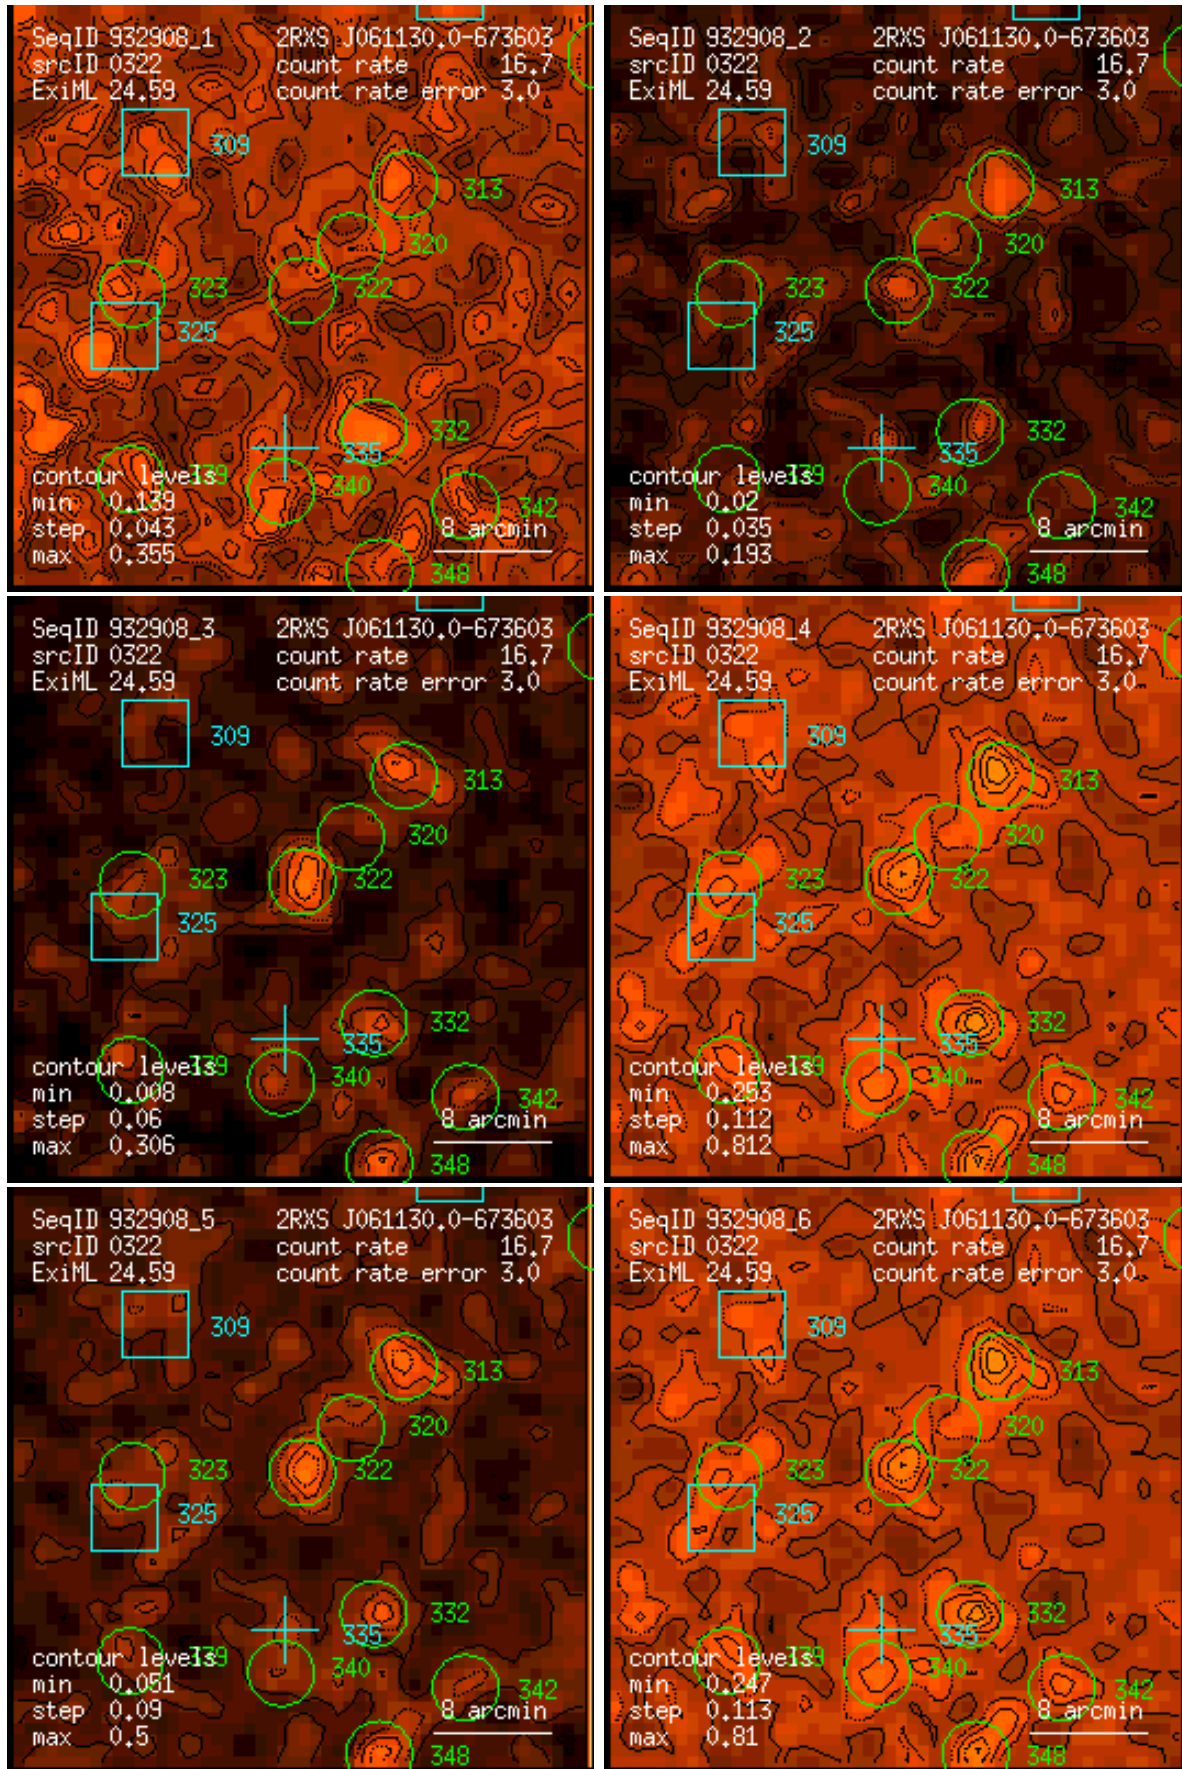 SeqID 932908_1 2RXS J061130.0-673603
srcID 0322 count rate 16.7
ExiML 24.59 count rate error 3.0
309
313
320
323
322
325
332
335
contour levels 339 340
min 0.139
342
step 0.043 8 arcmin
max 0.355
348
SeqID 932908_2 2RXS J061130.0-673603
srcID 0322 count rate 16.7
ExiML 24.59 count rate error 3.0
309
313
320
323
322
325
332
335
contour levels 339 340
min 0.02
342
step 0.035 8 arcmin
max 0.193
348
SeqID 932908_3 2RXS J061130.0-673603
srcID 0322 count rate 16.7
ExiML 24.59 count rate error 3.0
309
313
320
323
322
325
332
335
contour levels 339 340
min 0.008
342
step 0.06 8 arcmin
max 0.306
348
SeqID 932908_4 2RXS J061130.0-673603
srcID 0322 count rate 16.7
ExiML 24.59 count rate error 3.0
309
313
320
323
322
325
332
335
contour levels 339 340
min 0.253
342
step 0.112 8 arcmin
max 0.812
348
SeqID 932908_5 2RXS J061130.0-673603
srcID 0322 count rate 16.7
ExiML 24.59 count rate error 3.0
309
313
320
323
322
325
332
335
contour levels 339 340
min 0.051
342
step 0.09 8 arcmin
max 0.5
348
SeqID 932908_6 2RXS J061130.0-673603
srcID 0322 count rate 16.7
ExiML 24.59 count rate error 3.0
309
313
320
323
322
325
332
335
contour levels 339 340
min 0.247
342
step 0.113 8 arcmin
max 0.81
348